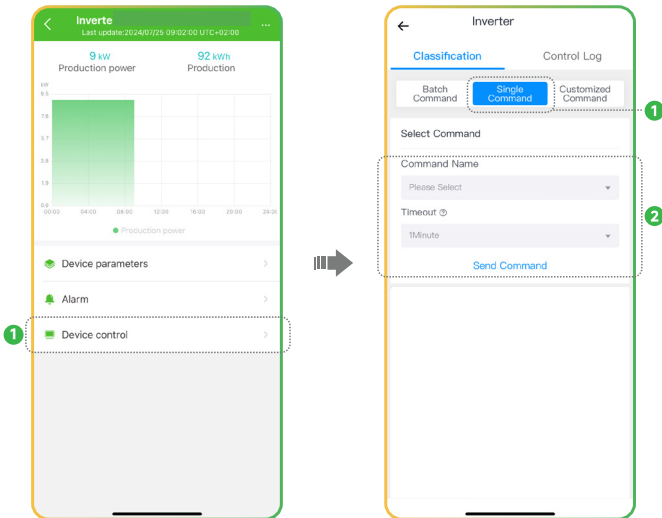 Inverte
Last update:2024/07/25 09:02:00 UTC+02:00
...
9 kW
92 kWh
Production power
Production
kW
9.5
7.6
5.7
3.8
1.9
0.0
00:00 04:00 08:00 12:00 16:00 20:00 24:00
Production power
Device parameters
Alarm
1 Device control
Inverter
Classification Control Log
Batch Command
Single Command
Customized Command
1
Select Command
Command Name
Please Select
2
Timeout
1Minute
Send Command